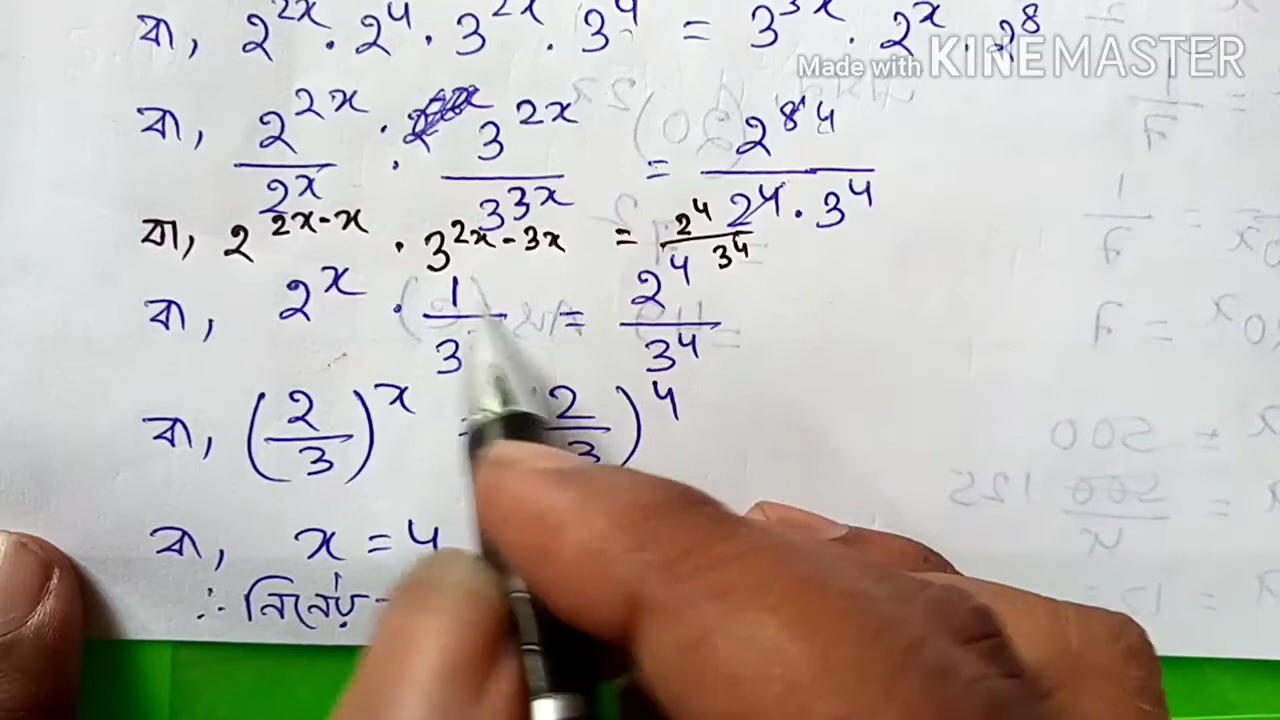 বা, 2^2x · 2^4 · 3^2x · 3^4 = 3^3x · 2^x · 2^8
Made with KINEMASTER
বা, 2^2x/2^x · 3^2x/3^3x = 2^8 4/2^4 · 3^4
বা, 2^2x-x · 3^2x-3x = 2^4/3^4
বা, 2^x · 1/3 = 2^4/3^4
বা, (2/3)^x = 2/3)^4
বা, x = 4
∴ নির্নেয়